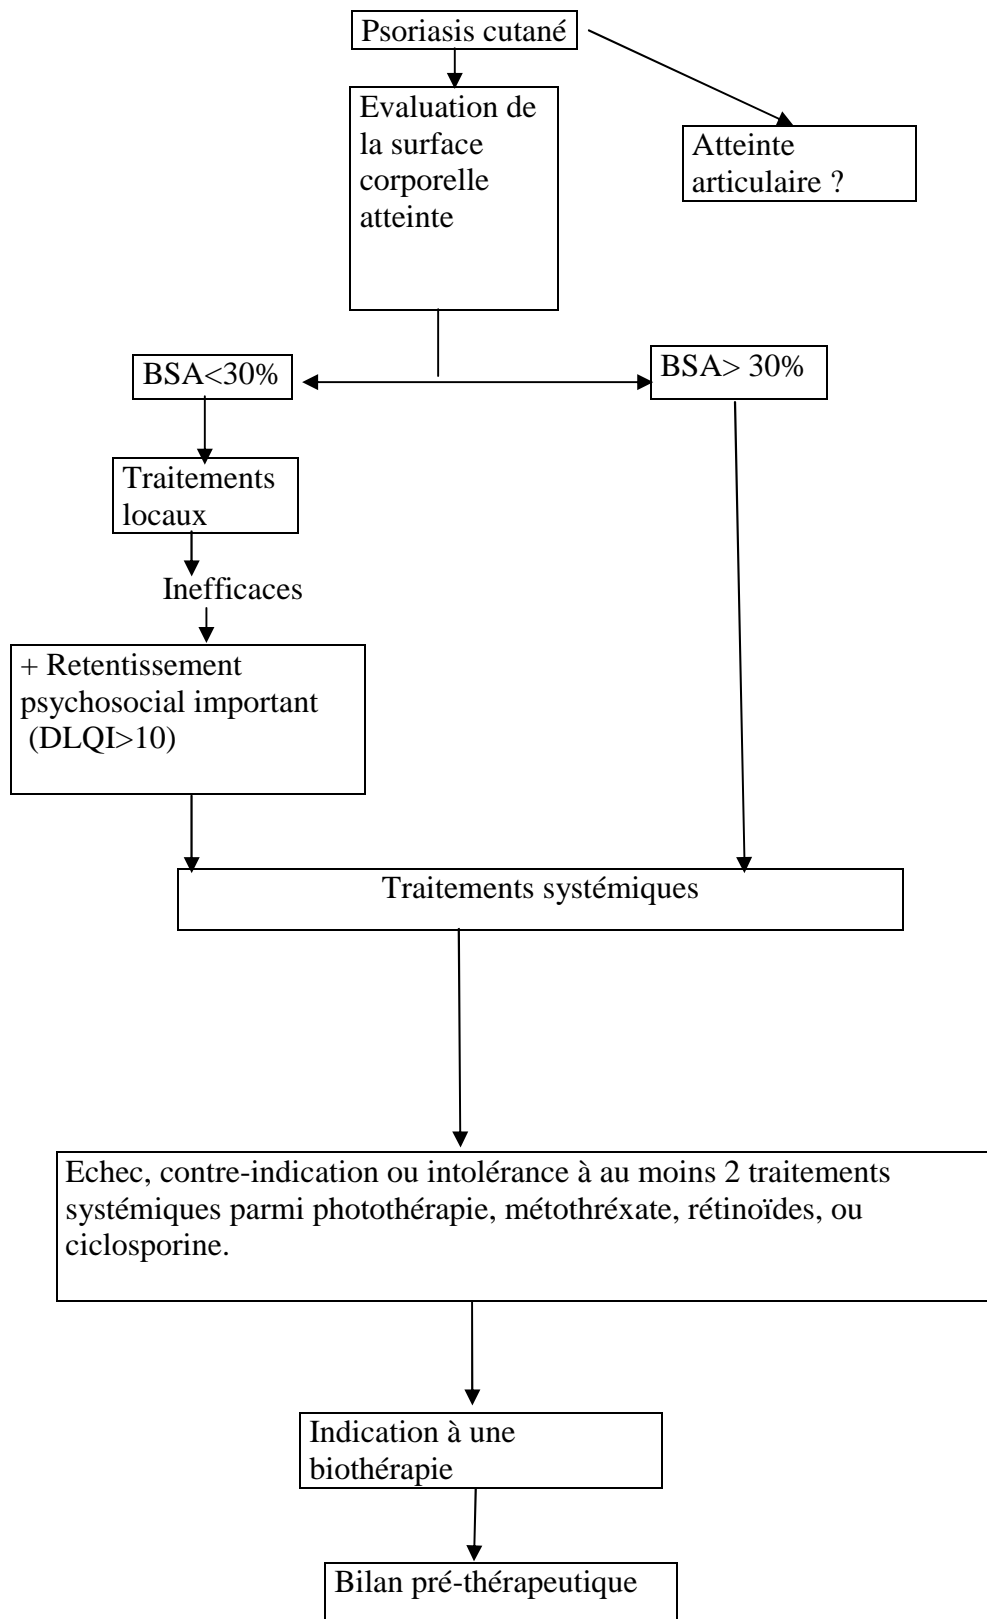 Psoriasis cutané
Evaluation de
la surface
corporelle
atteinte
Atteinte
articulaire ?
BSA<30%
BSA> 30%
Traitements
locaux
Inefficaces
+ Retentissement
psychosocial important
(DLQI>10)
Traitements systémiques
Echec, contre-indication ou intolérance à au moins 2 traitements
systémiques parmi photothérapie, métothréxate, rétinoïdes, ou
ciclosporine.
Indication à une
biothérapie
Bilan pré-thérapeutique